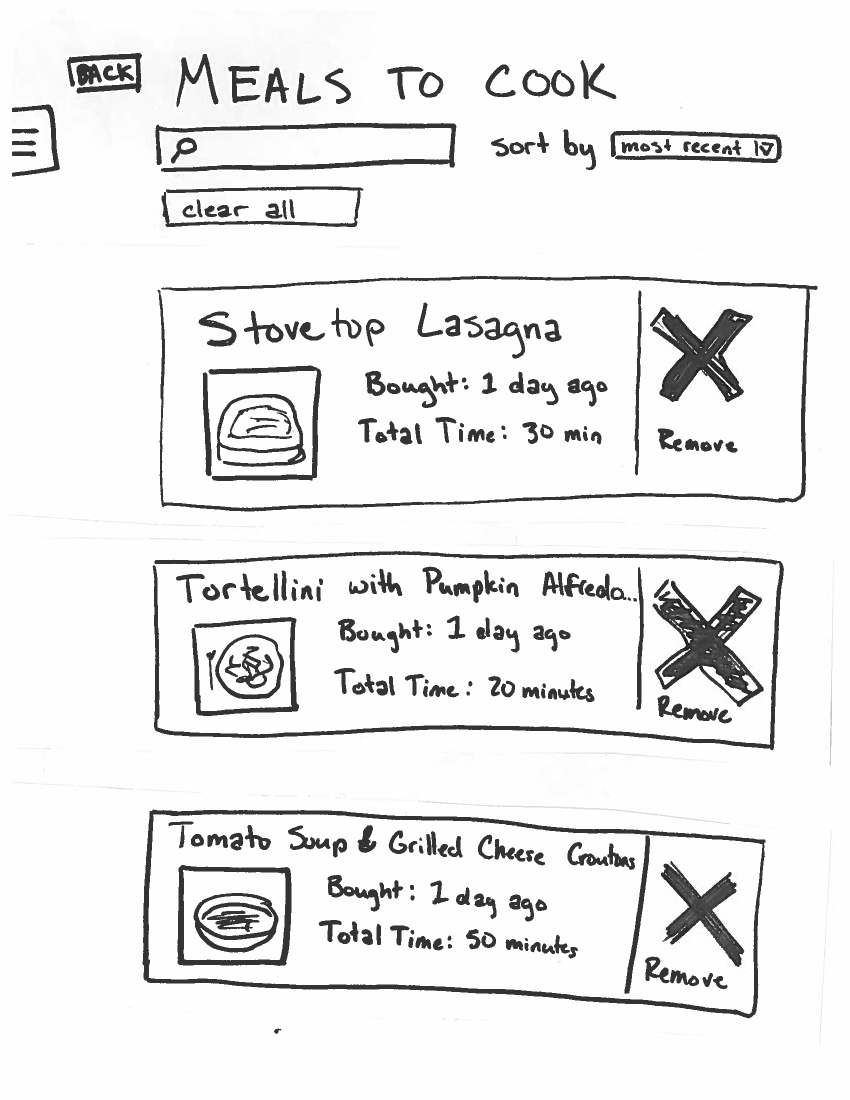 BACK
MEALS TO COOK
sort by most recent
clear all
Stovetop Lasagna
Bought: 1 day ago
Total Time: 30 min
Remove
Tortellini with Pumpkin Alfredo...
Bought: 1 day ago
Total Time: 20 minutes
Remove
Tomato Soup & Grilled Cheese Croutons
Bought: 1 day ago
Total Time: 50 minutes
Remove